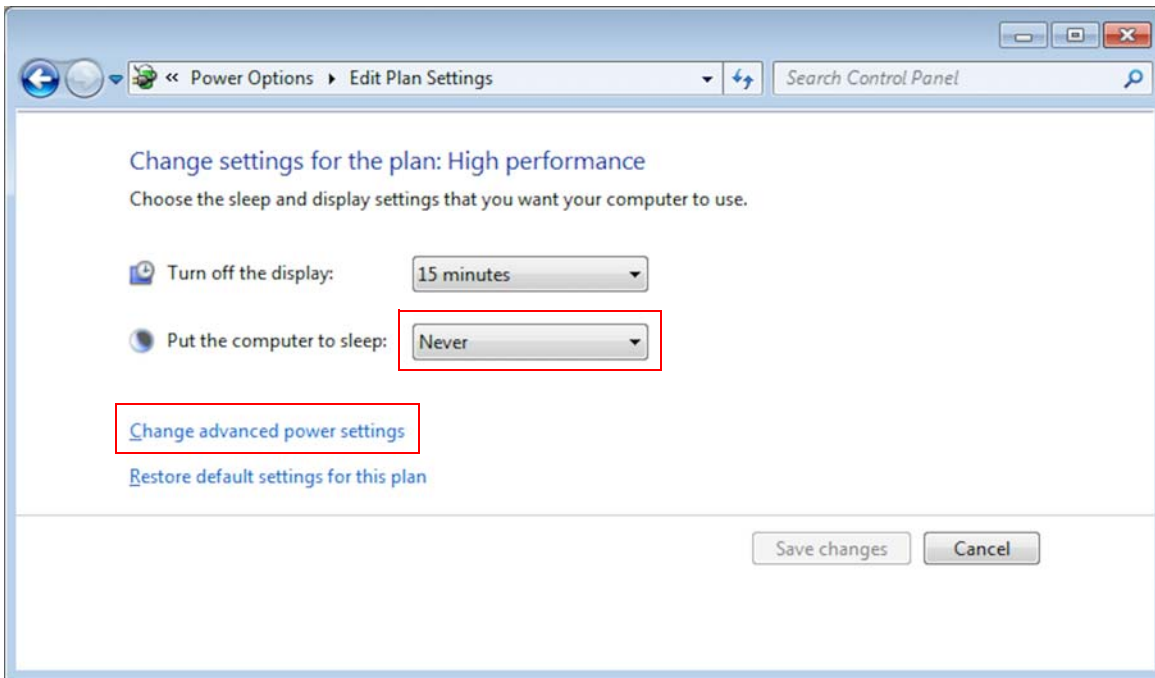 « Power Options ▸ Edit Plan Settings
Search Control Panel
Change settings for the plan: High performance
Choose the sleep and display settings that you want your computer to use.
Turn off the display: 15 minutes
Put the computer to sleep: Never
Change advanced power settings
Restore default settings for this plan
Save changes Cancel